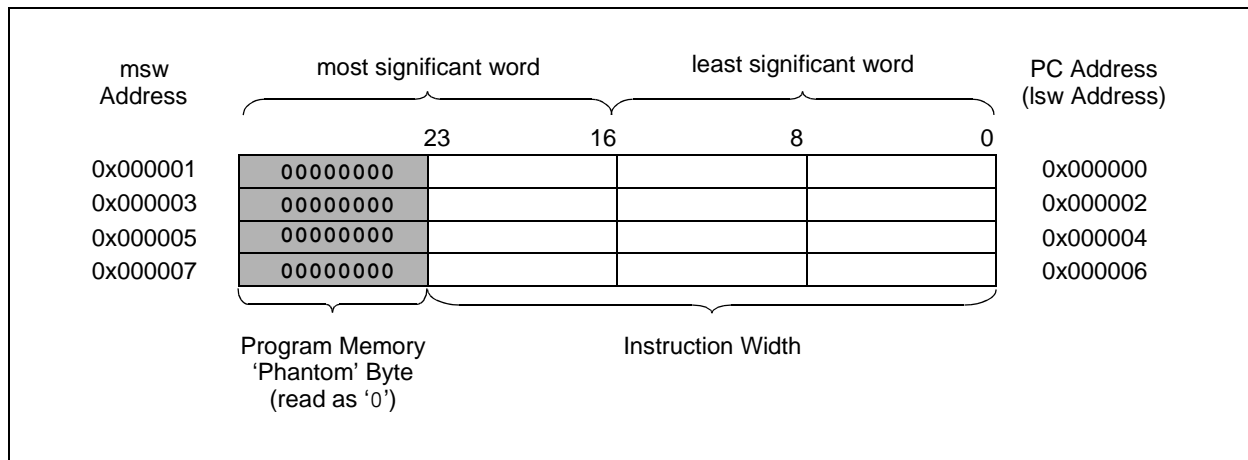 msw
Address
most significant word
least significant word
PC Address
(lsw Address)
23 16 8 0
0x000001 00000000 0x000000
0x000003 00000000 0x000002
0x000005 00000000 0x000004
0x000007 00000000 0x000006
Program Memory
‘Phantom’ Byte
(read as ‘0’)
Instruction Width